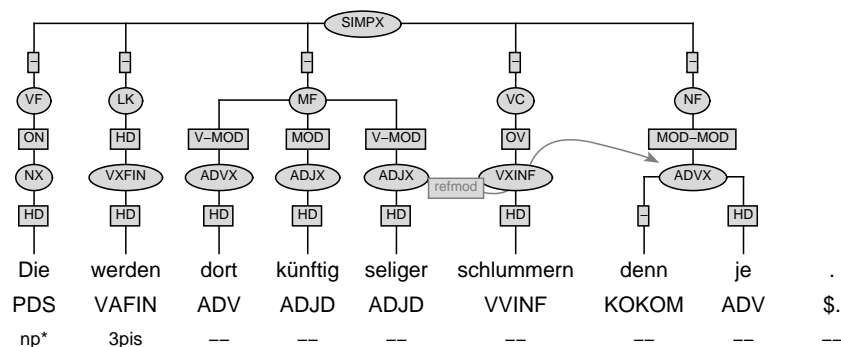 SIMPX
– – – – –
VF LK MF VC NF
ON HD V–MOD MOD V–MOD OV MOD–MOD
NX VXFIN ADVX ADJX ADJX refmod VXINF ADVX
HD HD HD HD HD HD – HD
Die werden dort künftig seliger schlummern denn je .
PDS VAFIN ADV ADJD ADJD VVINF KOKOM ADV $.
np* 3pis –– –– –– –– –– –– ––